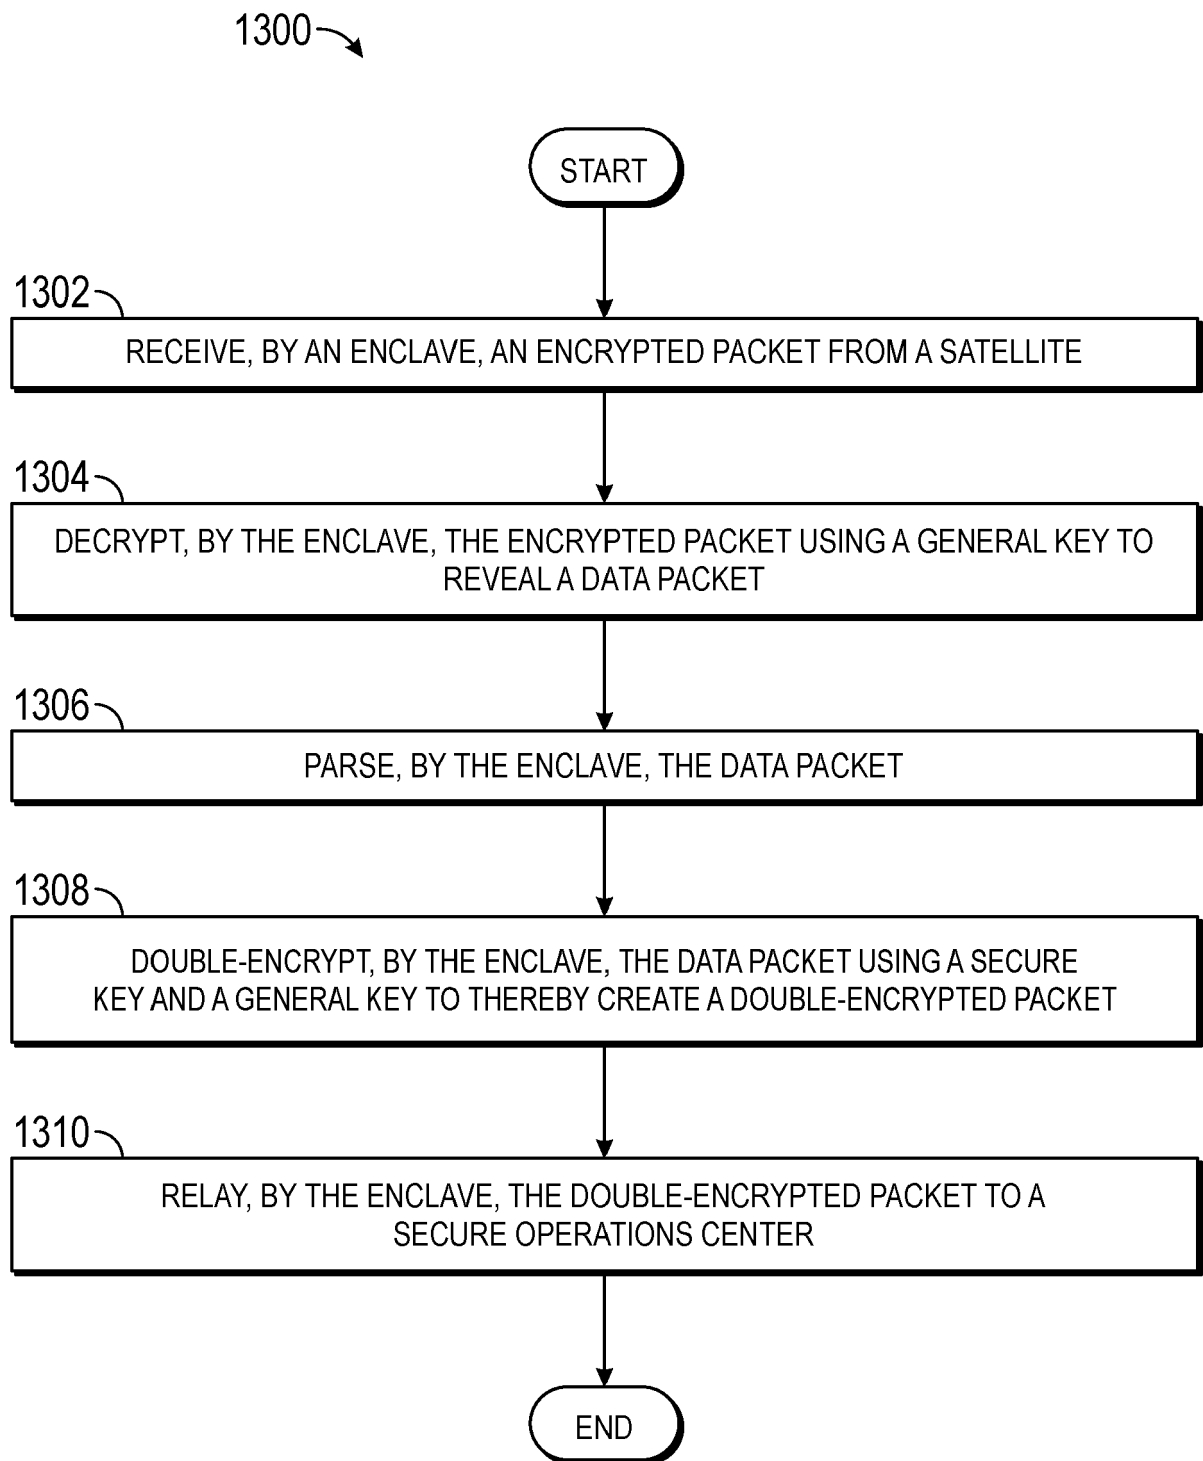 1300
START
1302
RECEIVE, BY AN ENCLAVE, AN ENCRYPTED PACKET FROM A SATELLITE
1304
DECRYPT, BY THE ENCLAVE, THE ENCRYPTED PACKET USING A GENERAL KEY TO
REVEAL A DATA PACKET
1306
PARSE, BY THE ENCLAVE, THE DATA PACKET
1308
DOUBLE-ENCRYPT, BY THE ENCLAVE, THE DATA PACKET USING A SECURE
KEY AND A GENERAL KEY TO THEREBY CREATE A DOUBLE-ENCRYPTED PACKET
1310
RELAY, BY THE ENCLAVE, THE DOUBLE-ENCRYPTED PACKET TO A
SECURE OPERATIONS CENTER
END